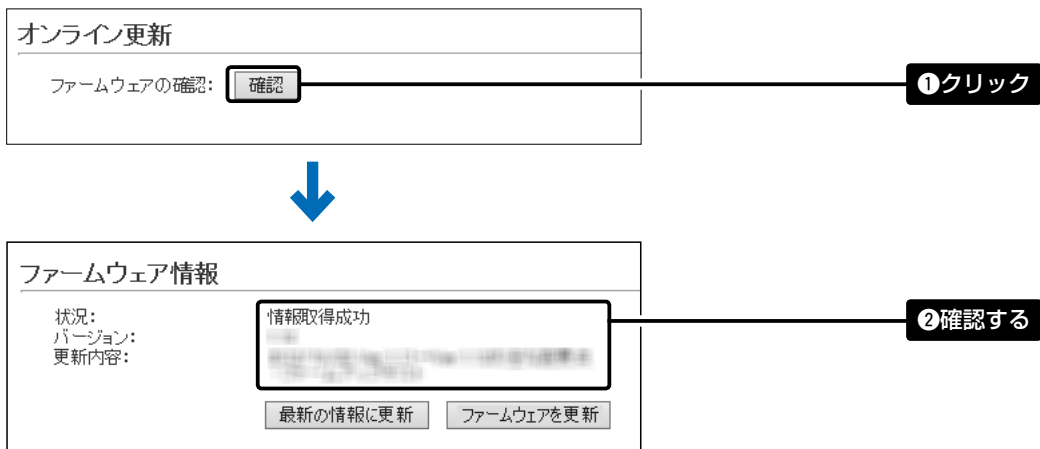 オンライン更新
ファームウェアの確認: 確認
❶クリック
ファームウェア情報
状況: 情報取得成功
バージョン:
更新内容:
❷確認する
最新の情報に更新 ファームウェアを更新